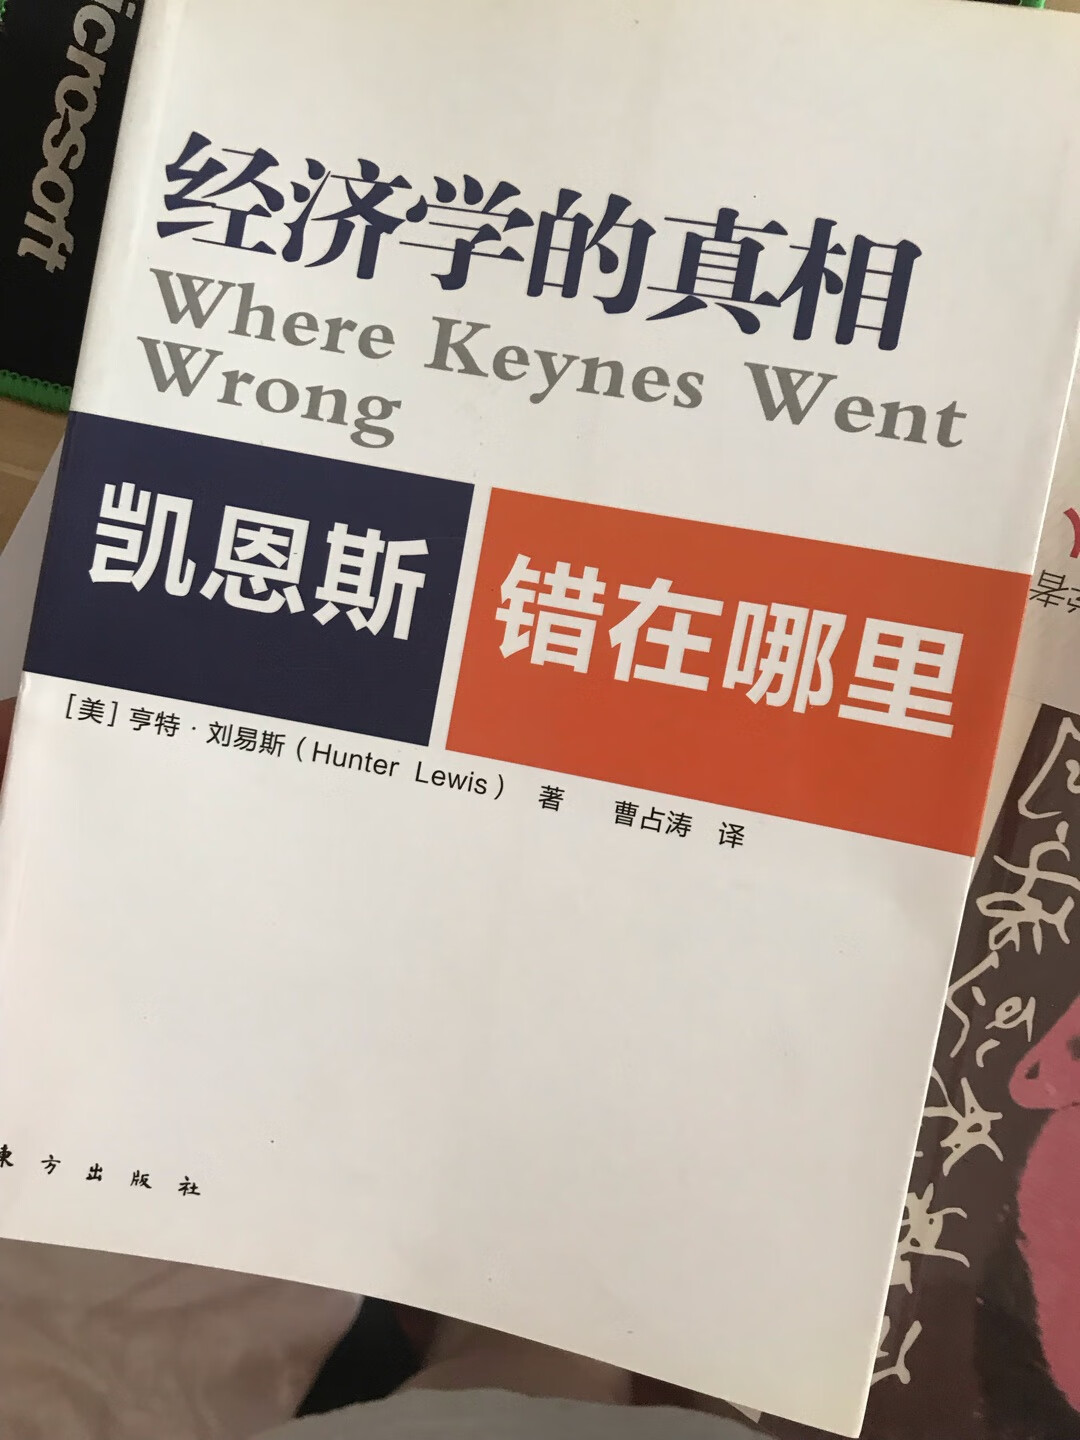 icrosoft
经济学的真相
Where Keynes Went
Wrong
凯恩斯
错在哪里
[美] 亨特·刘易斯 (Hunter Lewis) 著 曹占涛 译
東方出版社